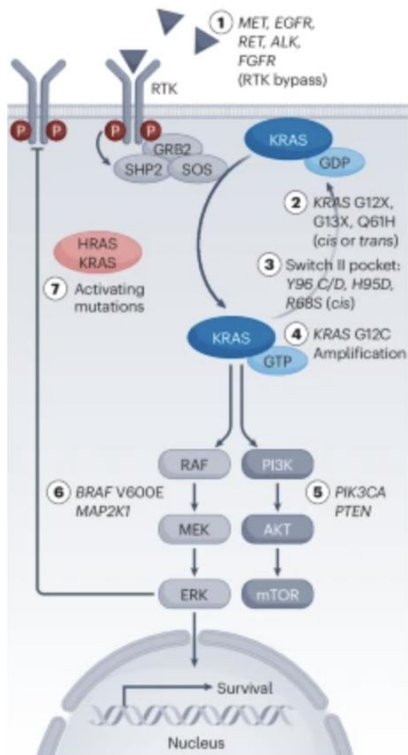 1 MET, EGFR,
RET, ALK,
FGFR
(RTK bypass)
RTK
P P P P
GRB2
SHP2 SOS
KRAS
GDP
2 KRAS G12X,
G13X, Q61H
(cis or trans)
3 Switch II pocket:
Y96 C/D, H95D,
R68S (cis)
HRAS
KRAS
7 Activating
mutations
KRAS
GTP
4 KRAS G12C
Amplification
RAF PI3K
6 BRAF V600E
MAP2K1
5 PIK3CA
PTEN
MEK AKT
ERK mTOR
Survival
Nucleus